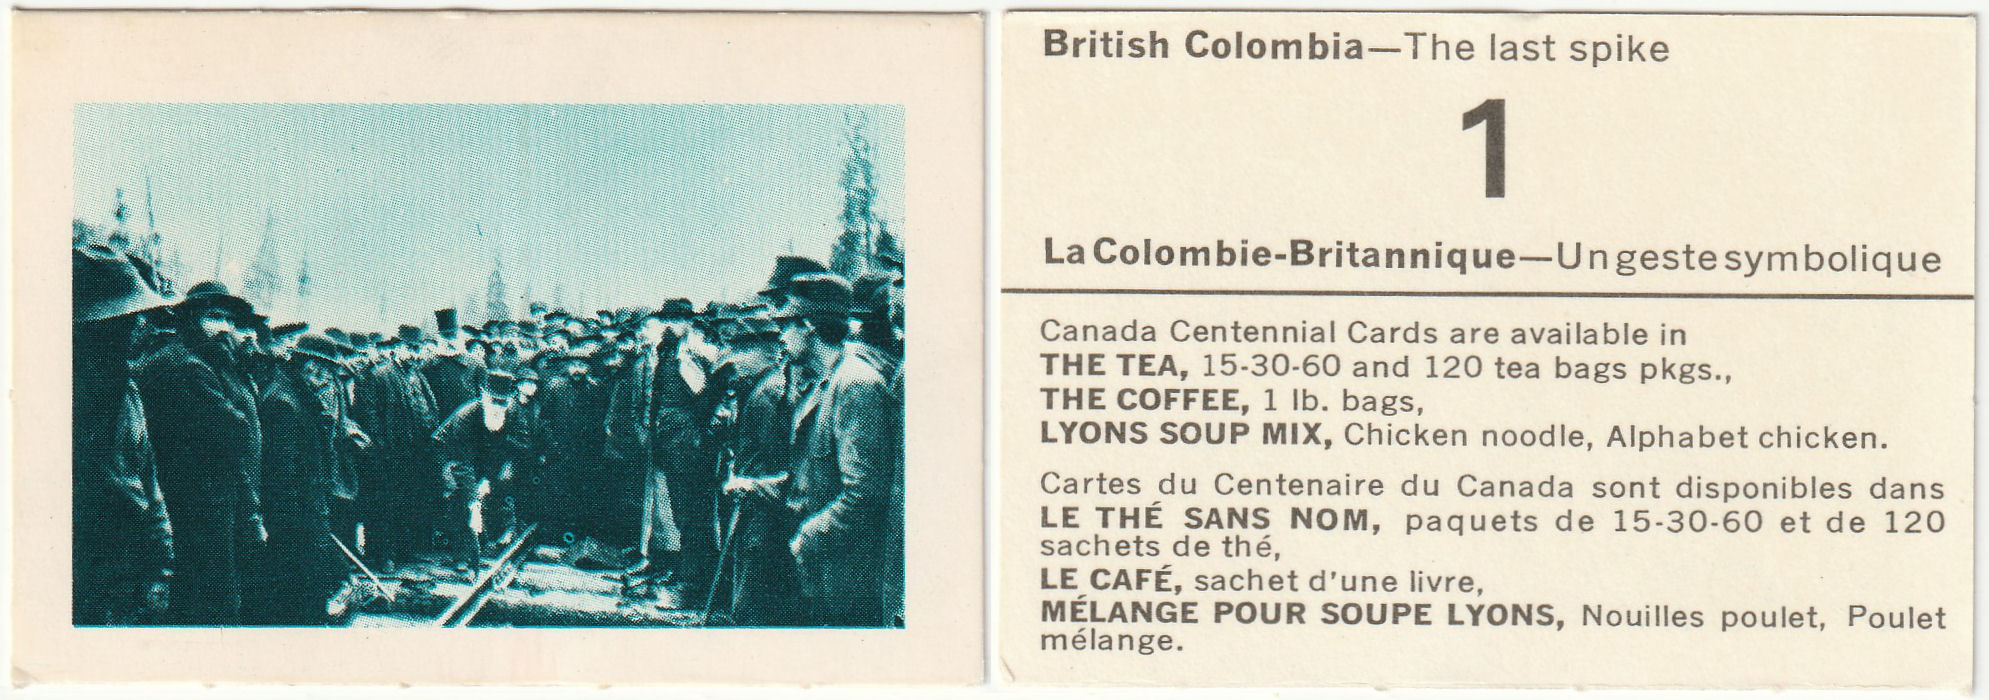 British Colombia—The last spike
1
La Colombie-Britannique—Un geste symbolique
Canada Centennial Cards are available in
THE TEA, 15-30-60 and 120 tea bags pkgs.,
THE COFFEE, 1 lb. bags,
LYONS SOUP MIX, Chicken noodle, Alphabet chicken.
Cartes du Centenaire du Canada sont disponibles dans
LE THÉ SANS NOM, paquets de 15-30-60 et de 120
sachets de thé,
LE CAFÉ, sachet d'une livre,
MÉLANGE POUR SOUPE LYONS, Nouilles poulet, Poulet
mélange.